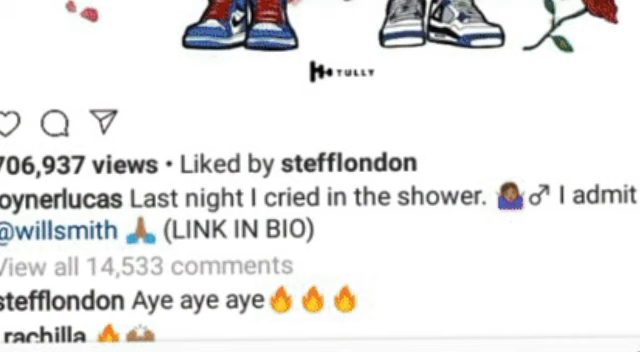 TULLY
706,937 views • Liked by stefflondon
oynerlucas Last night I cried in the shower. 🤷🏾‍♂ I admit
@willsmith 🙏🏾 (LINK IN BIO)
View all 14,533 comments
stefflondon Aye aye aye🔥🔥🔥
rachilla 🔥🙌🏾